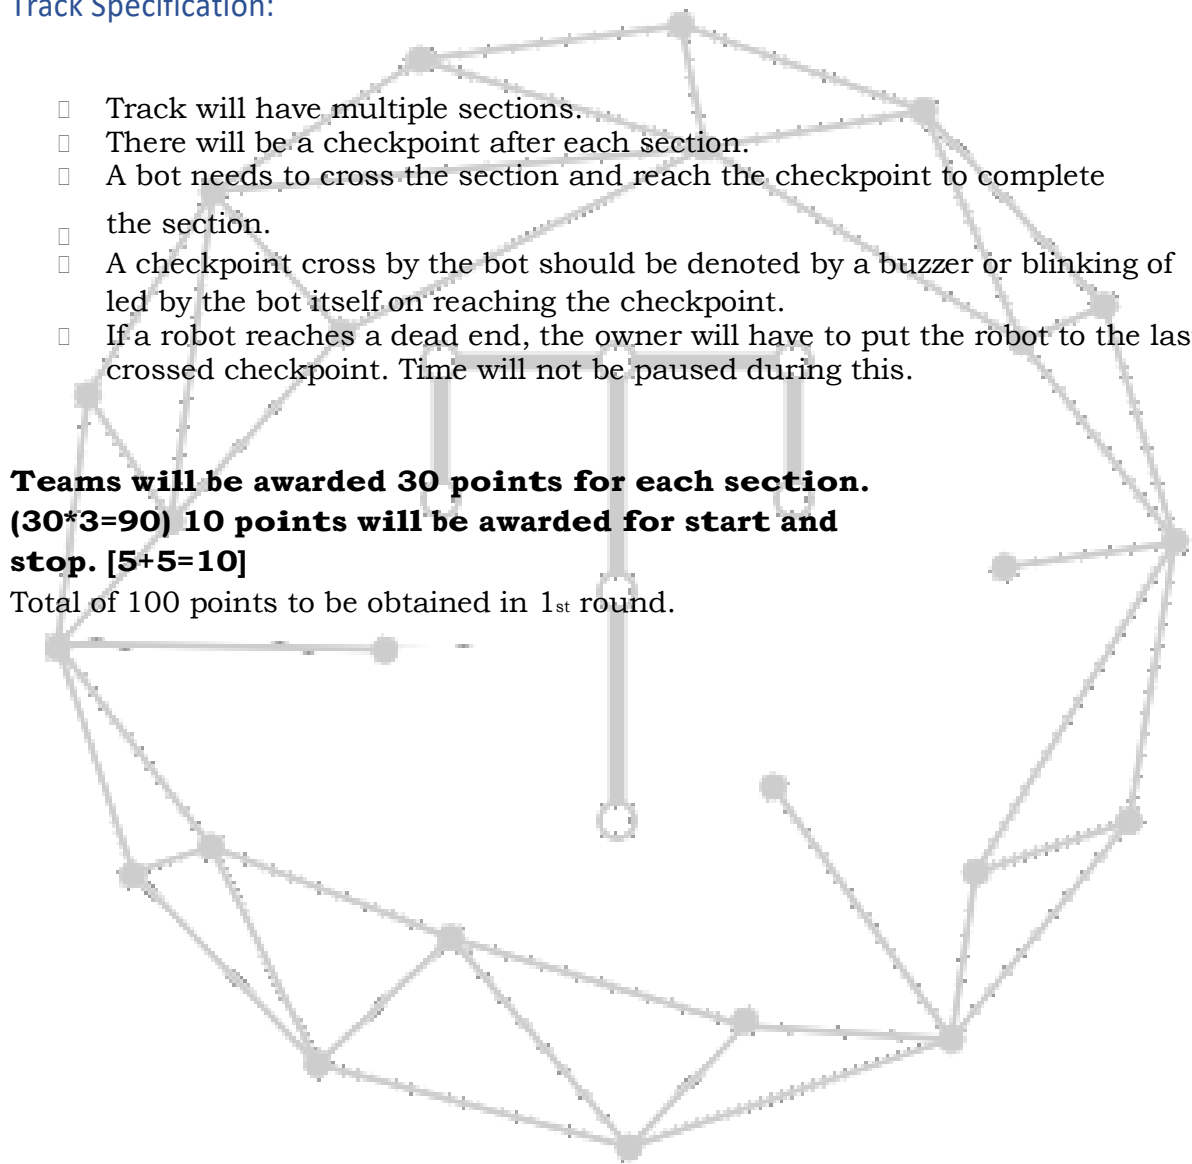 Track Specification:
Track will have multiple sections.
There will be a checkpoint after each section.
A bot needs to cross the section and reach the checkpoint to complete
the section.
A checkpoint cross by the bot should be denoted by a buzzer or blinking of
led by the bot itself on reaching the checkpoint.
If a robot reaches a dead end, the owner will have to put the robot to the las
crossed checkpoint. Time will not be paused during this.
Teams will be awarded 30 points for each section.
(30*3=90) 10 points will be awarded for start and
stop. [5+5=10]
Total of 100 points to be obtained in 1st round.